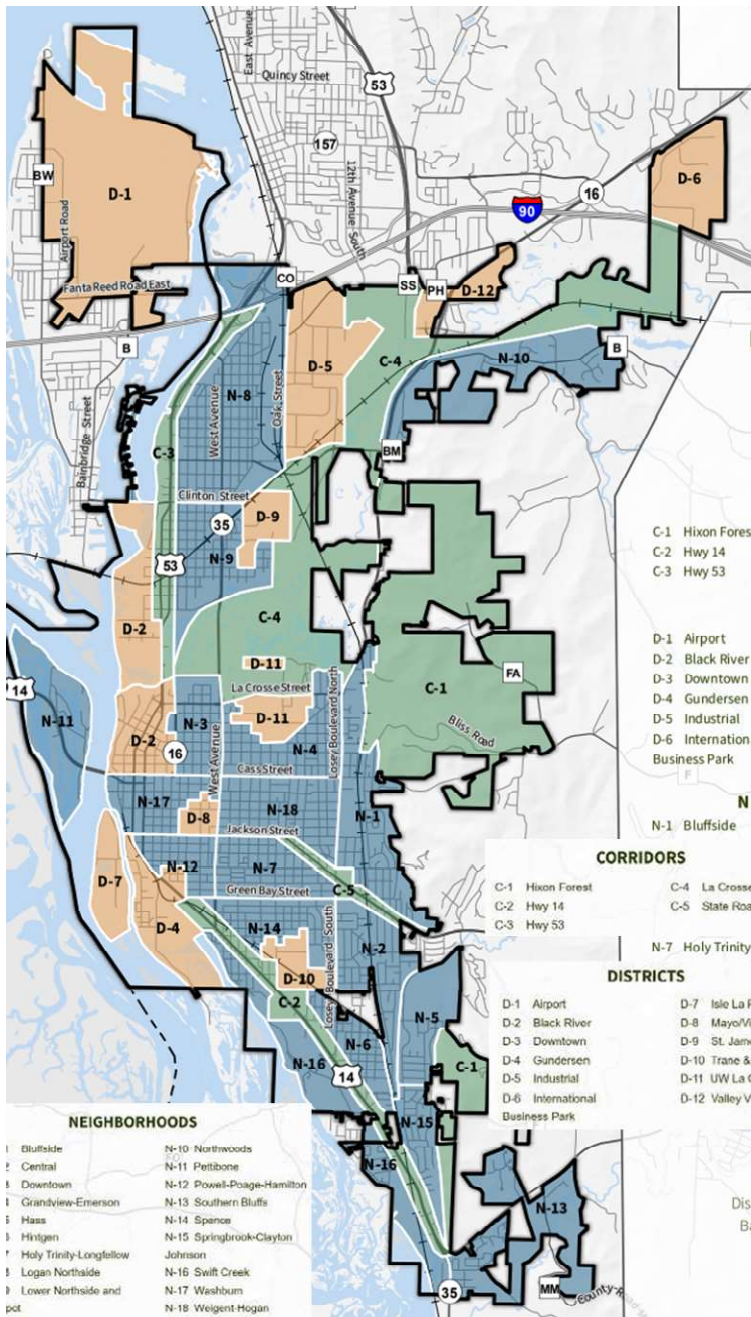 East Avenue
Quincy Street
53
157
12th Avenue South
BW
D-1
Airport Road
16
D-6
90
Fanta Reed Road East
CO
SS
PH
D-12
B
N-8
West Avenue
Oak Street
D-5
C-4
N-10
B
Bainbridge Street
C-3
BM
Clinton Street
35
D-9
53
N-9
C-4
D-2
D-11
La Crosse Street
C-1
FA
14
N-11
D-2
N-3
16
West Avenue
D-11
N-4
Losey Boulevard North
Bliss Road
Cass Street
N-17
D-8
N-18
N-1
Jackson Street
N-12
N-7
D-7
C-5
Green Bay Street
D-4
N-14
Losey Boulevard South
N-2
D-10
C-2
N-5
N-6
14
N-16
C-1
N-15
N-16
N-13
35
MM
County Road M
C-1 Hixon Fores
C-2 Hwy 14
C-3 Hwy 53
D-1 Airport
D-2 Black River
D-3 Downtown
D-4 Gundersen
D-5 Industrial
D-6 Internation
Business Park
F
N
N-1 Bluffside
N-7 Holy Trinity
CORRIDORS
C-1 Hixon Forest
C-2 Hwy 14
C-3 Hwy 53
C-4 La Crosse
C-5 State Roa
DISTRICTS
D-1 Airport
D-2 Black River
D-3 Downtown
D-4 Gundersen
D-5 Industrial
D-6 International
Business Park
D-7 Isle La P
D-8 Mayo/Vi
D-9 St. Jame
D-10 Trane &
D-11 UW La C
D-12 Valley V
NEIGHBORHOODS
Bluffside
Central
Downtown
Grandview-Emerson
Hass
Hintgen
Holy Trinity-Longfellow
Logan Northside
Lower Northside and
pot
N-10 Northwoods
N-11 Pettibone
N-12 Powell-Poage-Hamilton
N-13 Southern Bluffs
N-14 Spence
N-15 Springbrook-Clayton
Johnson
N-16 Swift Creek
N-17 Washburn
N-18 Weigent-Hogan
Dis
Ba